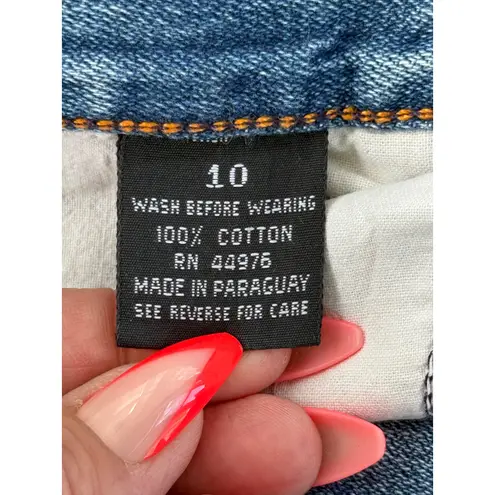 10
WASH BEFORE WEARING
100% COTTON
RN 44976
MADE IN PARAGUAY
SEE REVERSE FOR CARE